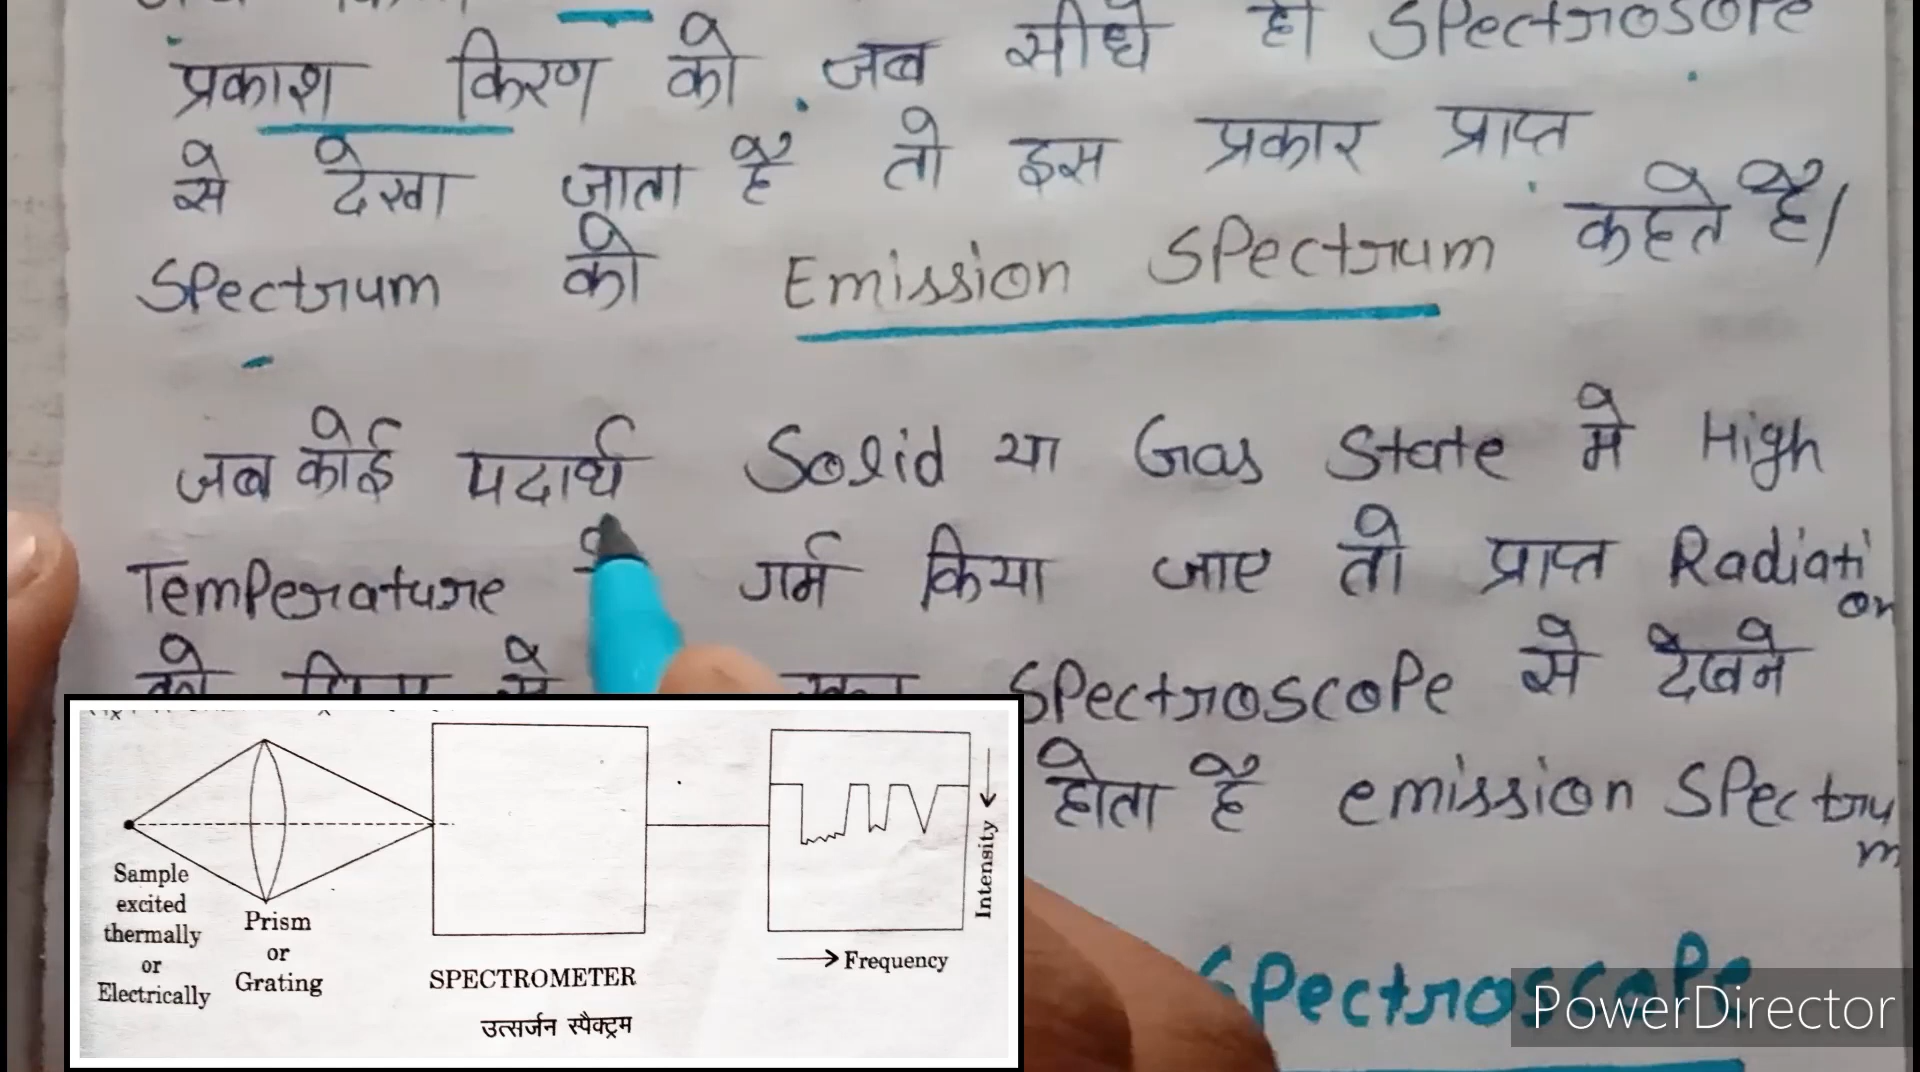 प्रकाश किरण को जब सीधे ही Spectroscope
से देखा जाता है तो इस प्रकार प्राप्त
Spectrum को Emission Spectrum कहते है।
जब कोई पदार्थ Solid या Gas State मे High
Temperature गर्म किया जाए तो प्राप्त Radiation
Spectroscope से देखने
होता है emission Spectrum
Spectroscope
Sample
excited
thermally
or
Electrically
Prism
or
Grating
SPECTROMETER
उत्सर्जन स्पैक्ट्रम
Intensity
Frequency
PowerDirector